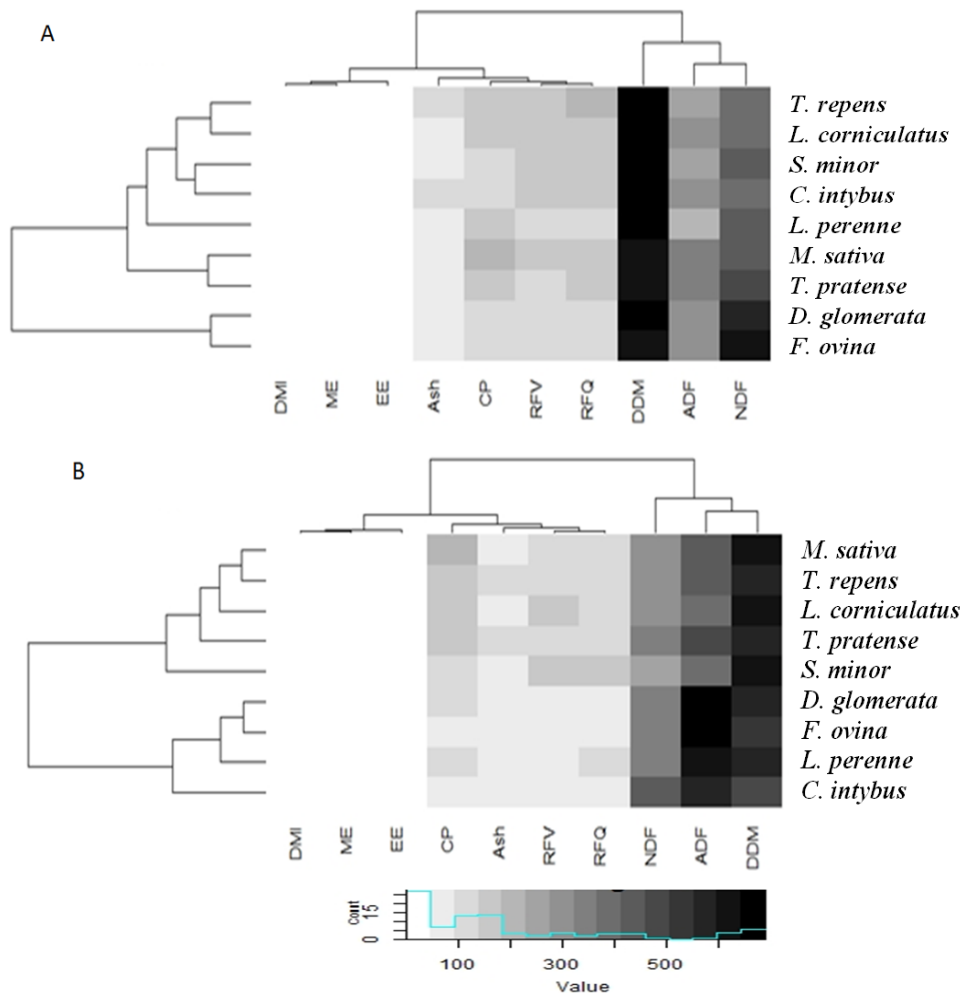 A
T. repens
L. corniculatus
S. minor
C. intybus
L. perenne
M. sativa
T. pratense
D. glomerata
F. ovina
DMI ME EE Ash CP RFV RFQ DDM ADF NDF
B
M. sativa
T. repens
L. corniculatus
T. pratense
S. minor
D. glomerata
F. ovina
L. perenne
C. intybus
DMI ME EE CP Ash RFV RFQ NDF ADF DDM
Count
0 15
100 300 500
Value